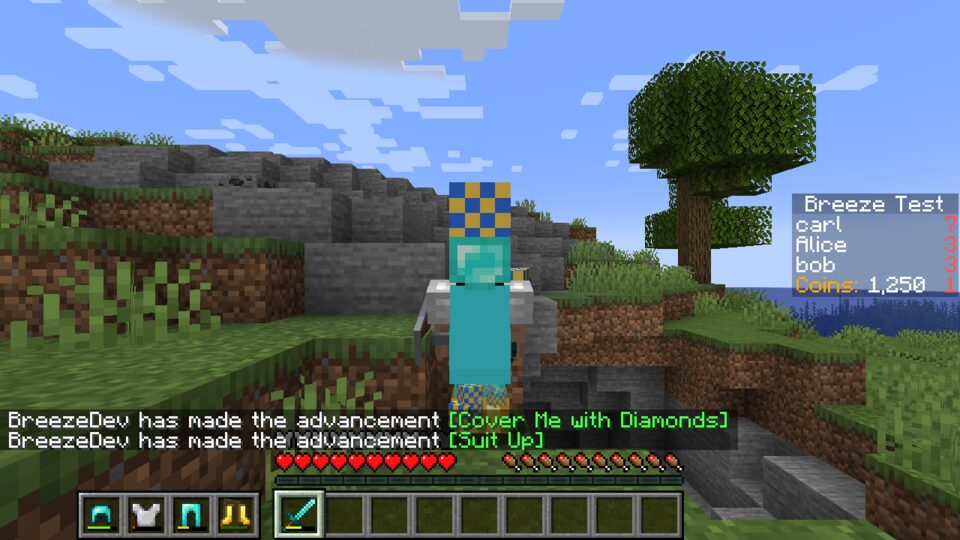 Breeze Test
carl 7
Alice 3
bob 3
Coins: 1,250 1
BreezeDev has made the advancement [Cover Me with Diamonds]
BreezeDev has made the advancement [Suit Up]